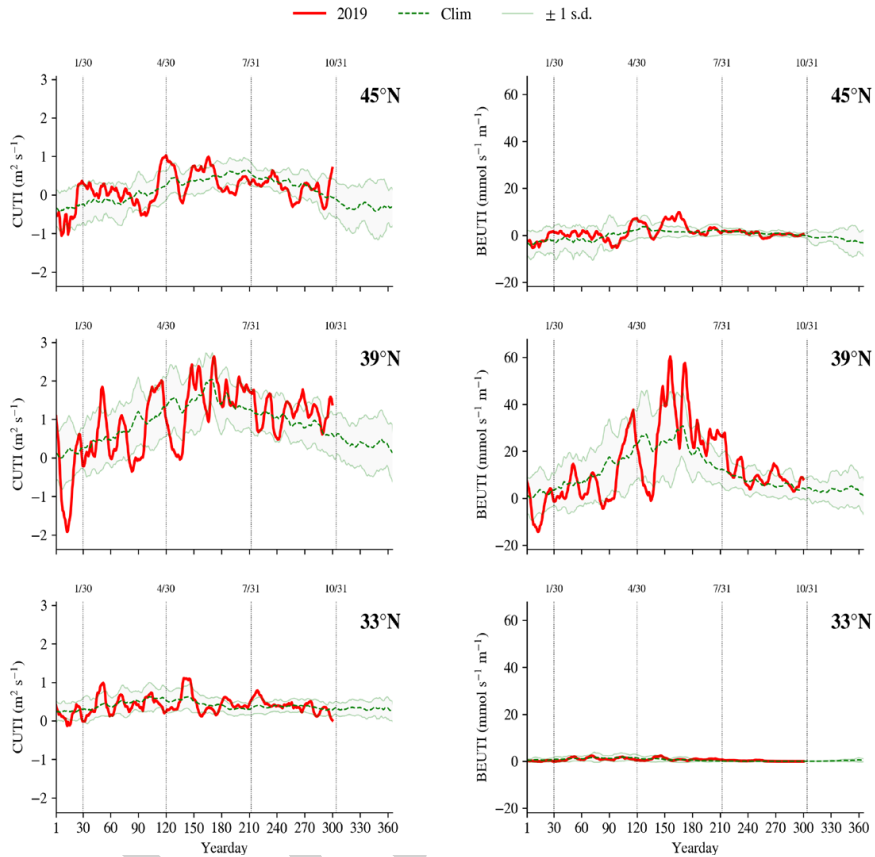 2019 Clim ± 1 s.d.
1/30 4/30 7/31 10/31
45°N
CUTI (m² s⁻¹)
3
2
1
0
−1
−2
1/30 4/30 7/31 10/31
45°N
BEUTI (mmol s⁻¹ m⁻¹)
60
40
20
0
−20
1/30 4/30 7/31 10/31
39°N
CUTI (m² s⁻¹)
3
2
1
0
−1
−2
1/30 4/30 7/31 10/31
39°N
BEUTI (mmol s⁻¹ m⁻¹)
60
40
20
0
−20
1/30 4/30 7/31 10/31
33°N
CUTI (m² s⁻¹)
3
2
1
0
−1
−2
1 30 60 90 120 150 180 210 240 270 300 330 360
Yearday
1/30 4/30 7/31 10/31
33°N
BEUTI (mmol s⁻¹ m⁻¹)
60
40
20
0
−20
1 30 60 90 120 150 180 210 240 270 300 330 360
Yearday